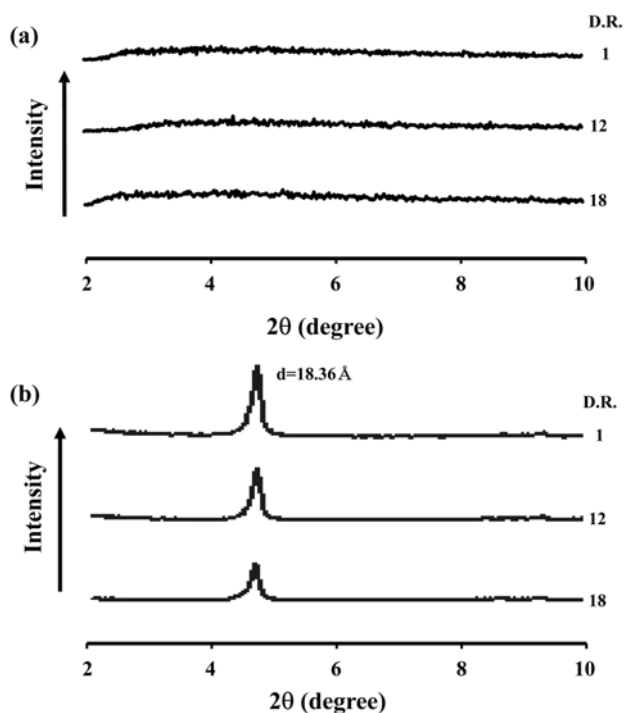 (a)
D.R.
1
12
18
Intensity
2 4 6 8 10
2θ (degree)
(b)
d=18.36 Å
D.R.
1
12
18
Intensity
2 4 6 8 10
2θ (degree)